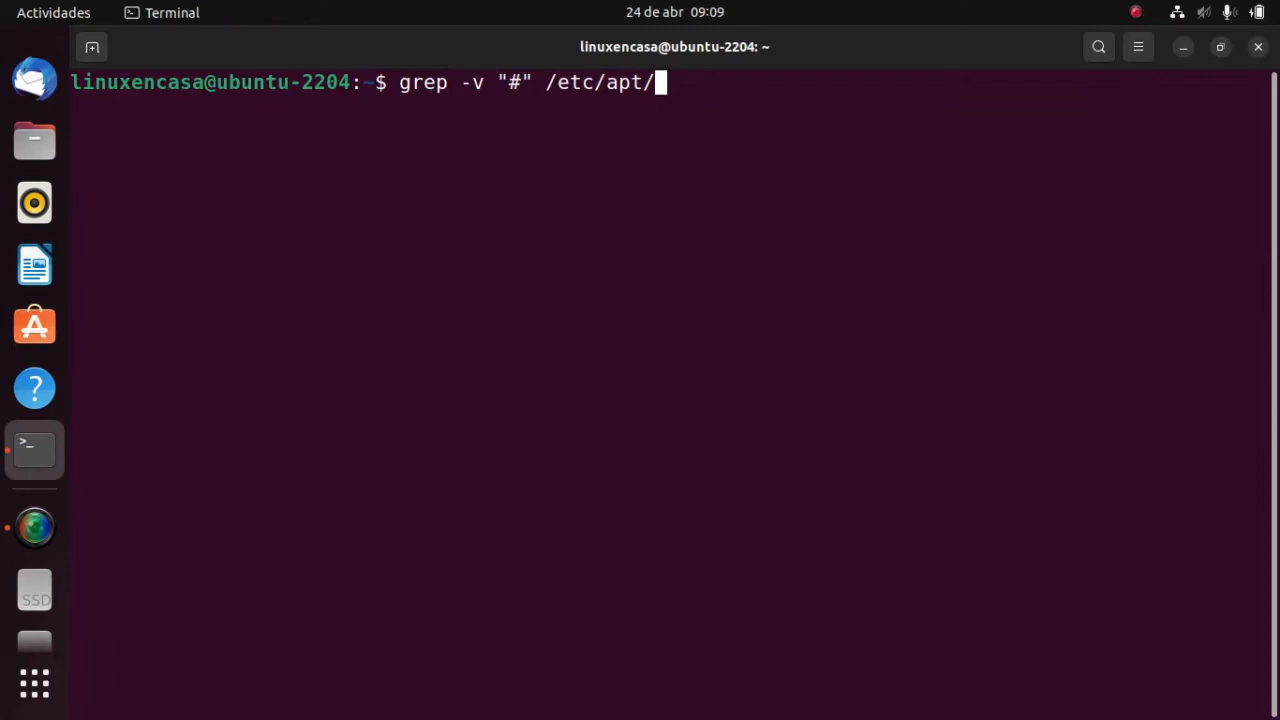 Actividades
Terminal
24 de abr 09:09
linuxencasa@ubuntu-2204: ~
linuxencasa@ubuntu-2204:~$ grep -v "#" /etc/apt/
>_
?
SSD